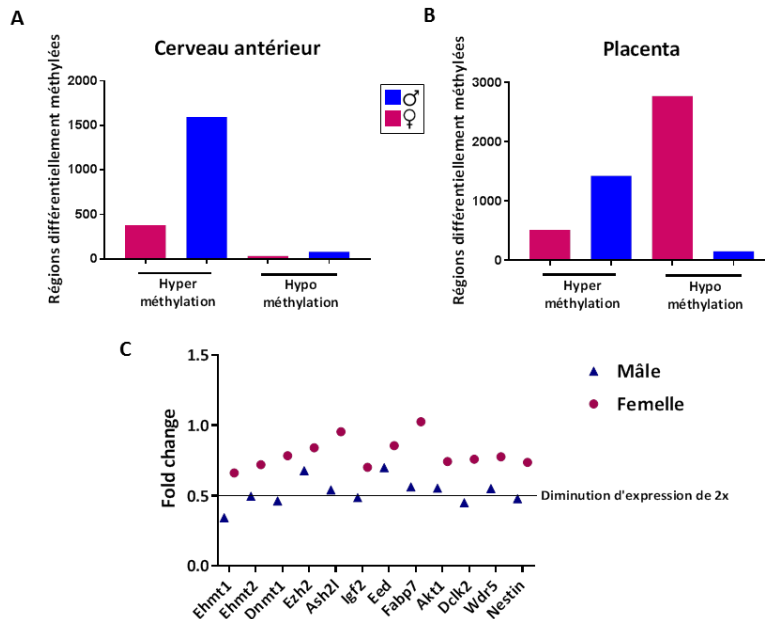 A
Cerveau antérieur
Régions différentiellement méthylées
2000
1500
1000
500
0
Hyper
méthylation
Hypo
méthylation
♂
♀
B
Placenta
Régions différentiellement méthylées
3000
2000
1000
0
Hyper
méthylation
Hypo
méthylation
C
Fold change
1.5
1.0
0.5
0.0
Mâle
Femelle
Diminution d'expression de 2x
Ehmt1
Ehmt2
Dnmt1
Ezh2
Ash2l
Igf2
Eed
Fabp7
Akt1
Dclk2
Wdr5
Nestin